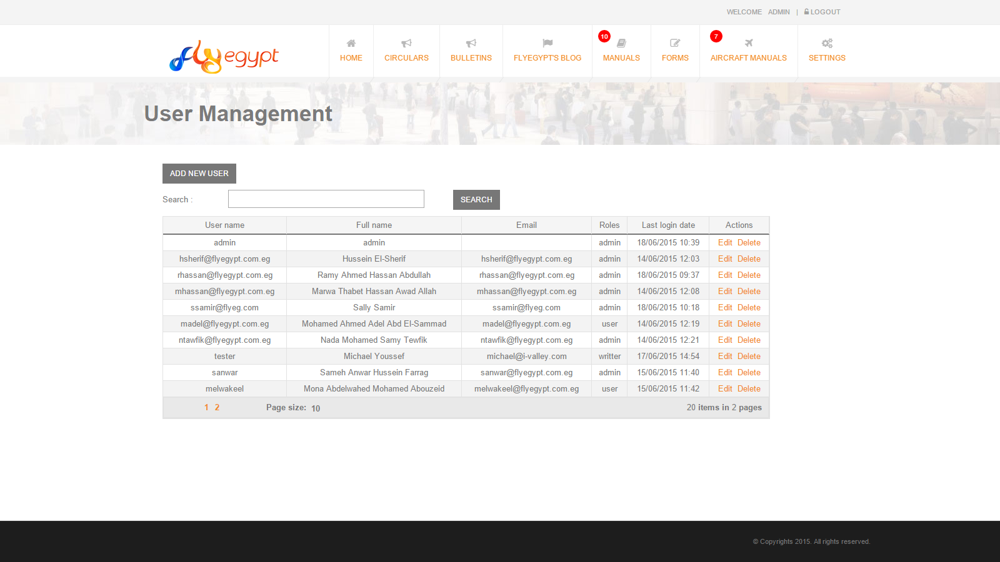 WELCOME ADMIN | LOGOUT
Fly egypt
HOME
CIRCULARS
BULLETINS
FLYEGYPT'S BLOG
10
MANUALS
FORMS
7
AIRCRAFT MANUALS
SETTINGS
User Management
ADD NEW USER
Search : SEARCH
User name Full name Email Roles Last login date Actions
admin admin admin 18/06/2015 10:39 Edit Delete
hsherif@flyegypt.com.eg Hussein El-Sherif hsherif@flyegypt.com.eg admin 14/06/2015 12:03 Edit Delete
rhassan@flyegypt.com.eg Ramy Ahmed Hassan Abdullah rhassan@flyegypt.com.eg admin 18/06/2015 09:37 Edit Delete
mhassan@flyegypt.com.eg Marwa Thabet Hassan Awad Allah mhassan@flyegypt.com.eg admin 14/06/2015 12:08 Edit Delete
ssamir@flyeg.com Sally Samir ssamir@flyeg.com admin 18/06/2015 10:18 Edit Delete
madel@flyegypt.com.eg Mohamed Ahmed Adel Abd El-Sammad madel@flyegypt.com.eg user 14/06/2015 12:19 Edit Delete
ntawfik@flyegypt.com.eg Nada Mohamed Samy Tewfik ntawfik@flyegypt.com.eg admin 14/06/2015 12:21 Edit Delete
tester Michael Youssef michael@i-valley.com writter 17/06/2015 14:54 Edit Delete
sanwar Sameh Anwar Hussein Farrag sanwar@flyegypt.com.eg admin 15/06/2015 11:40 Edit Delete
melwakeel Mona Abdelwahed Mohamed Abouzeid melwakeel@flyegypt.com.eg user 15/06/2015 11:42 Edit Delete
1 2 Page size: 10 20 items in 2 pages
© Copyrights 2015. All rights reserved.